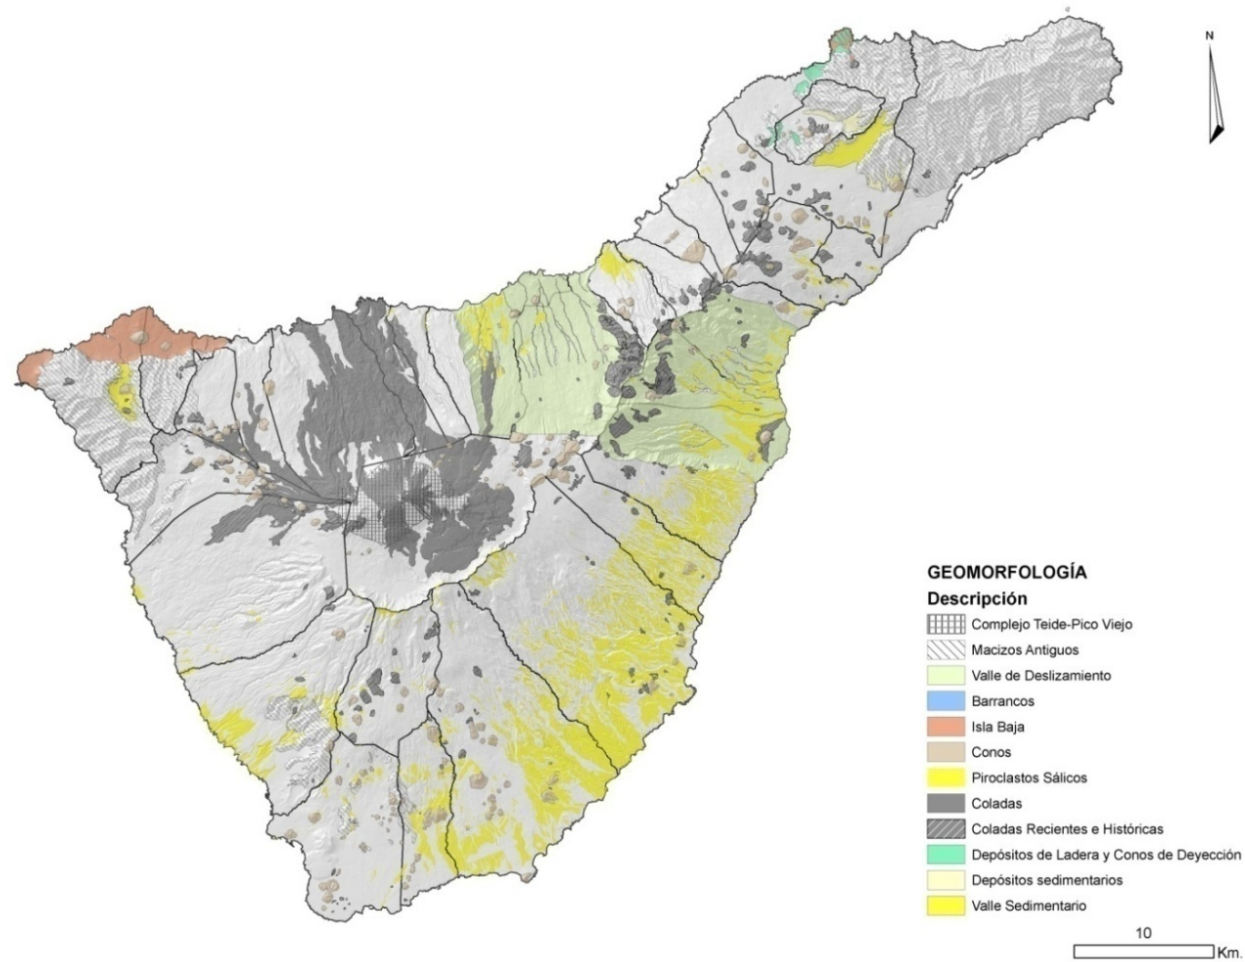 N
GEOMORFOLOGÍA
Descripción
Complejo Teide-Pico Viejo
Macizos Antiguos
Valle de Deslizamiento
Barrancos
Isla Baja
Conos
Piroclastos Sálicos
Coladas
Coladas Recientes e Históricas
Depósitos de Ladera y Conos de Deyección
Depósitos sedimentarios
Valle Sedimentario
10
Km.